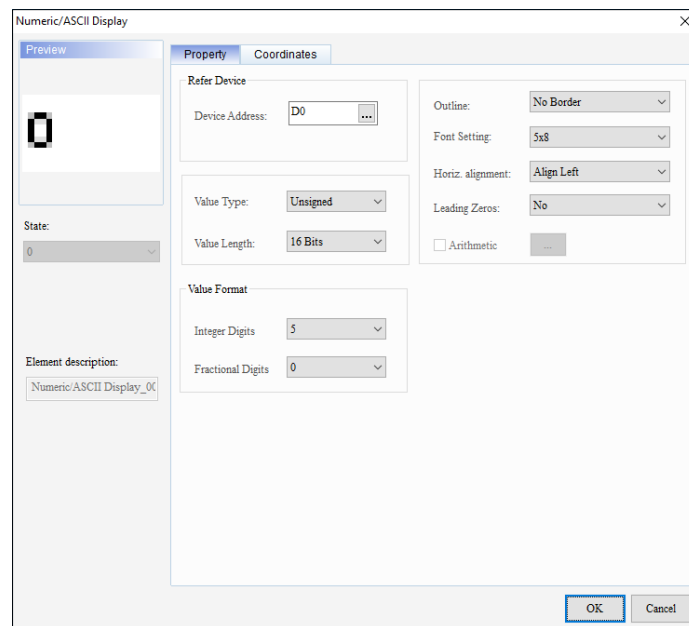 Numeric/ASCII Display
Preview
0
State:
0
Element description:
Numeric/ASCII Display_00
Property
Coordinates
Refer Device
Device Address:
D0
...
Value Type:
Unsigned
Value Length:
16 Bits
Value Format
Integer Digits
5
Fractional Digits
0
Outline:
No Border
Font Setting:
5x8
Horiz. alignment:
Align Left
Leading Zeros:
No
Arithmetic
...
OK
Cancel